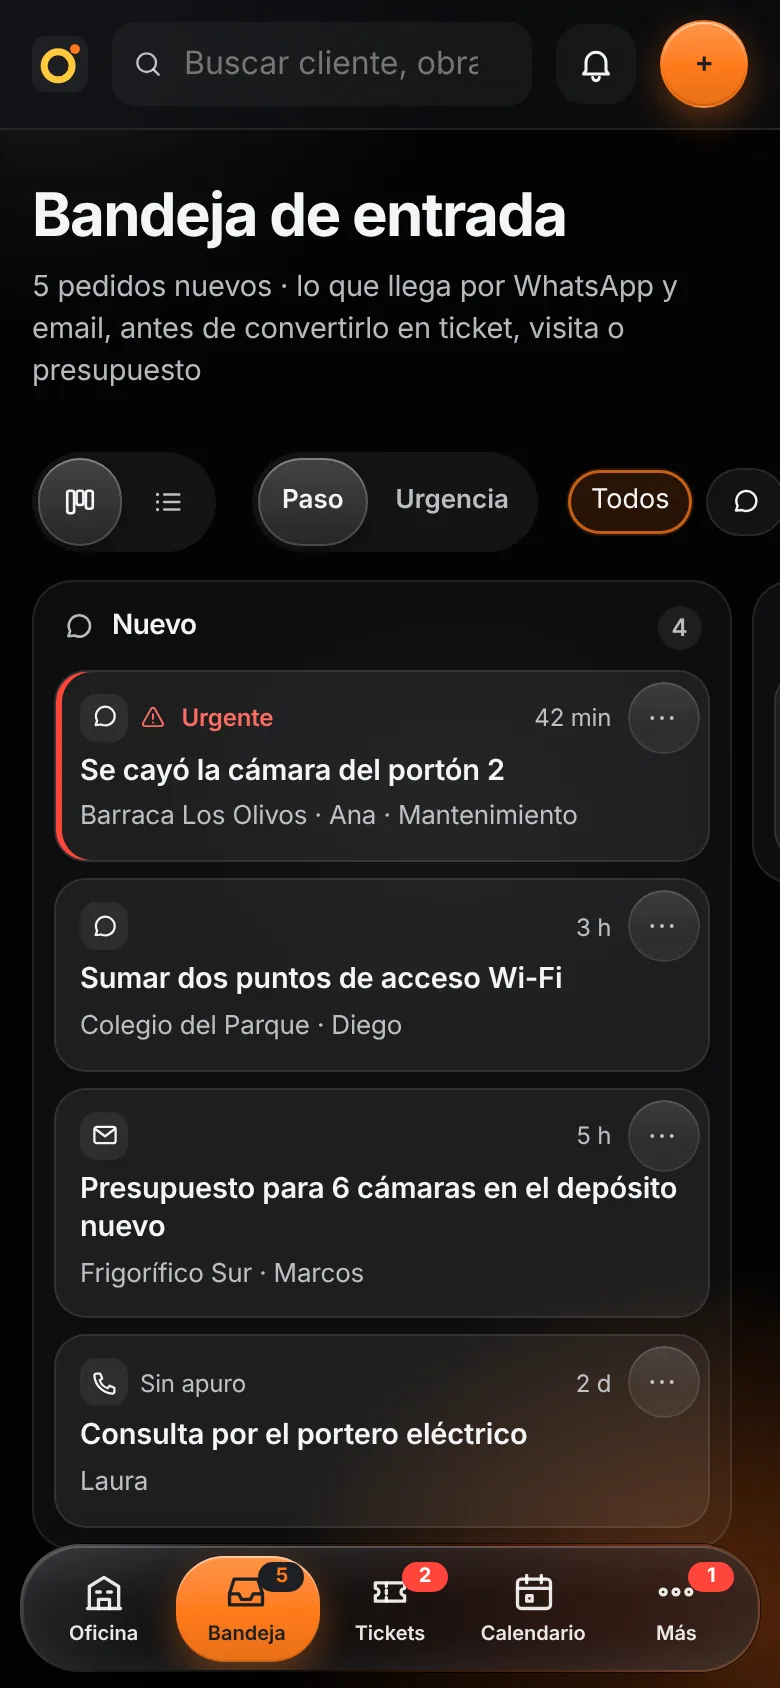 Buscar cliente, obra
+
Bandeja de entrada
5 pedidos nuevos · lo que llega por WhatsApp y
email, antes de convertirlo en ticket, visita o
presupuesto
Paso Urgencia Todos
Nuevo 4
Urgente 42 min ...
Se cayó la cámara del portón 2
Barraca Los Olivos · Ana · Mantenimiento
3 h ...
Sumar dos puntos de acceso Wi-Fi
Colegio del Parque · Diego
5 h ...
Presupuesto para 6 cámaras en el depósito
nuevo
Frigorífico Sur · Marcos
Sin apuro 2 d ...
Consulta por el portero eléctrico
Laura
5 2 1
Oficina Bandeja Tickets Calendario Más